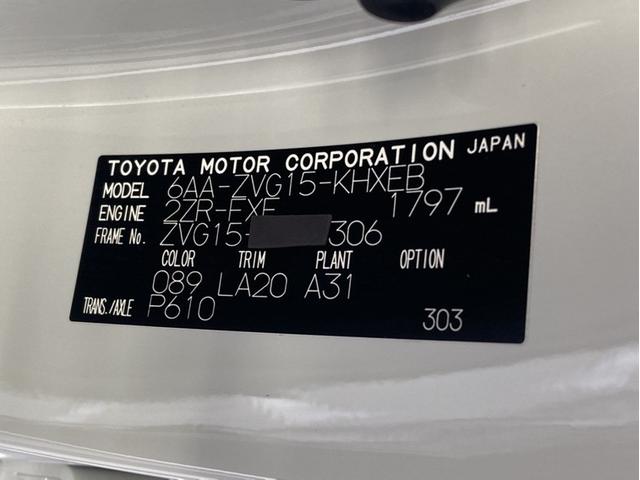 TOYOTA MOTOR CORPORATION JAPAN
MODEL 6AA-ZVG15-KHXEB
ENGINE 2ZR-FXE 1797 mL
FRAME No. ZVG15- 306
COLOR TRIM PLANT OPTION
089 LA20 A31
TRANS./AXLE P610 303